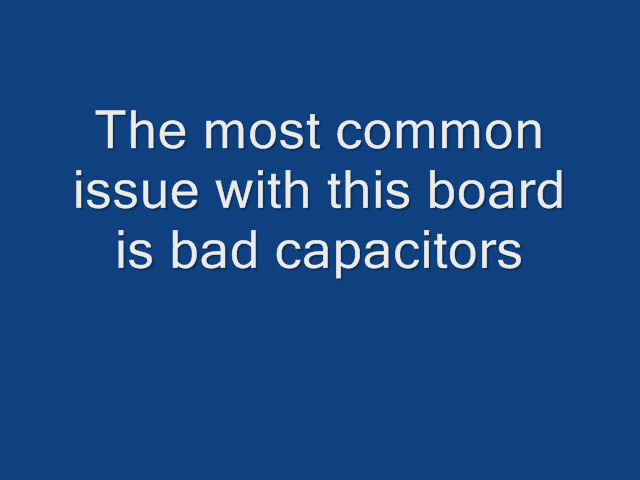 The most common
issue with this board
is bad capacitors